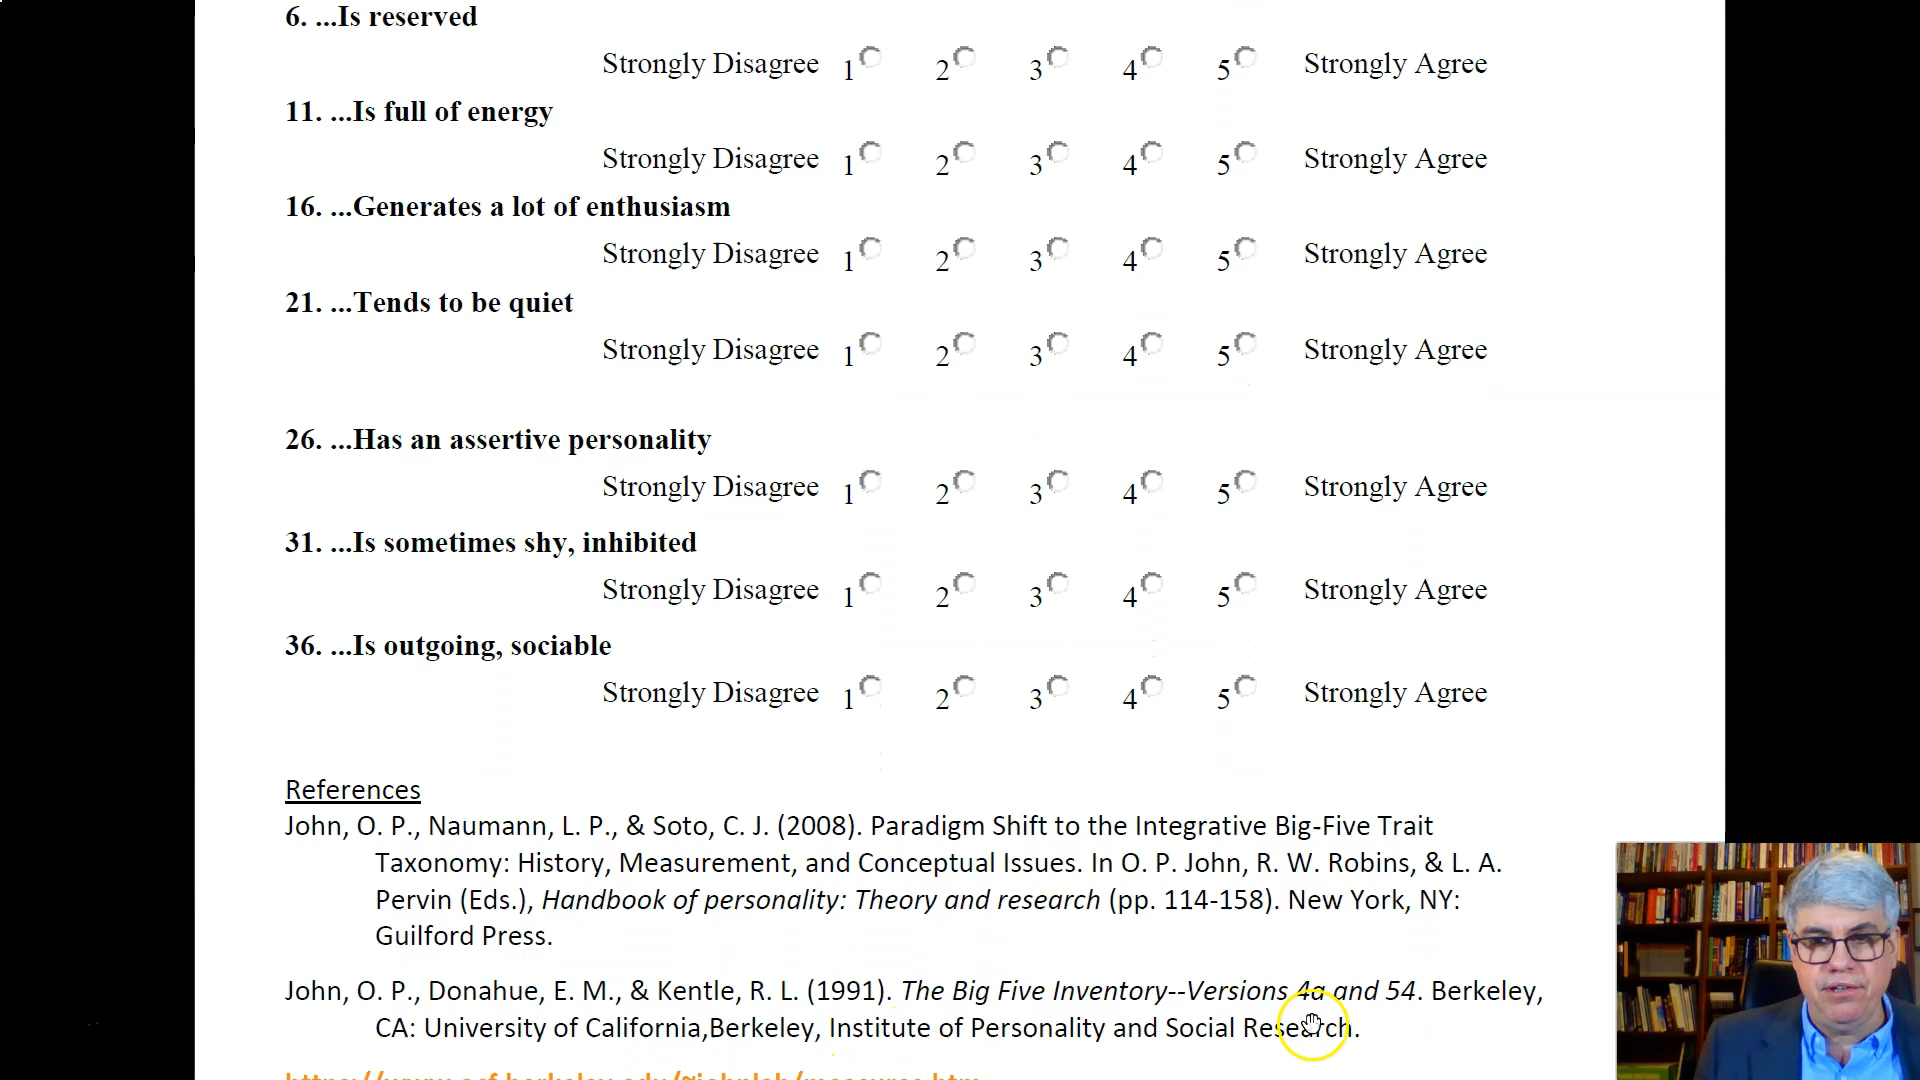 6. ...Is reserved
Strongly Disagree 1 2 3 4 5 Strongly Agree
11. ...Is full of energy
Strongly Disagree 1 2 3 4 5 Strongly Agree
16. ...Generates a lot of enthusiasm
Strongly Disagree 1 2 3 4 5 Strongly Agree
21. ...Tends to be quiet
Strongly Disagree 1 2 3 4 5 Strongly Agree
26. ...Has an assertive personality
Strongly Disagree 1 2 3 4 5 Strongly Agree
31. ...Is sometimes shy, inhibited
Strongly Disagree 1 2 3 4 5 Strongly Agree
36. ...Is outgoing, sociable
Strongly Disagree 1 2 3 4 5 Strongly Agree
References
John, O. P., Naumann, L. P., & Soto, C. J. (2008). Paradigm Shift to the Integrative Big-Five Trait
Taxonomy: History, Measurement, and Conceptual Issues. In O. P. John, R. W. Robins, & L. A.
Pervin (Eds.), Handbook of personality: Theory and research (pp. 114-158). New York, NY:
Guilford Press.
John, O. P., Donahue, E. M., & Kentle, R. L. (1991). The Big Five Inventory--Versions 4a and 54. Berkeley,
CA: University of California,Berkeley, Institute of Personality and Social Research.